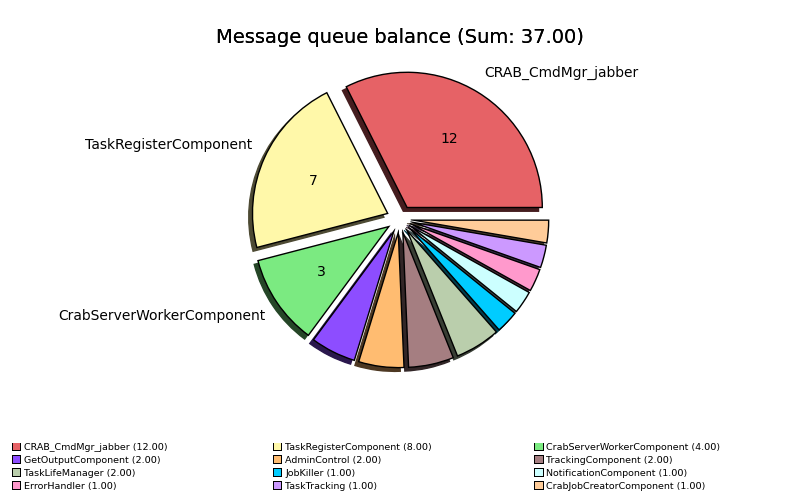 Message queue balance (Sum: 37.00)
CRAB_CmdMgr_jabber
12
TaskRegisterComponent
7
3
CrabServerWorkerComponent
CRAB_CmdMgr_jabber (12.00) TaskRegisterComponent (8.00) CrabServerWorkerComponent (4.00)
GetOutputComponent (2.00) AdminControl (2.00) TrackingComponent (2.00)
TaskLifeManager (2.00) JobKiller (1.00) NotificationComponent (1.00)
ErrorHandler (1.00) TaskTracking (1.00) CrabJobCreatorComponent (1.00)